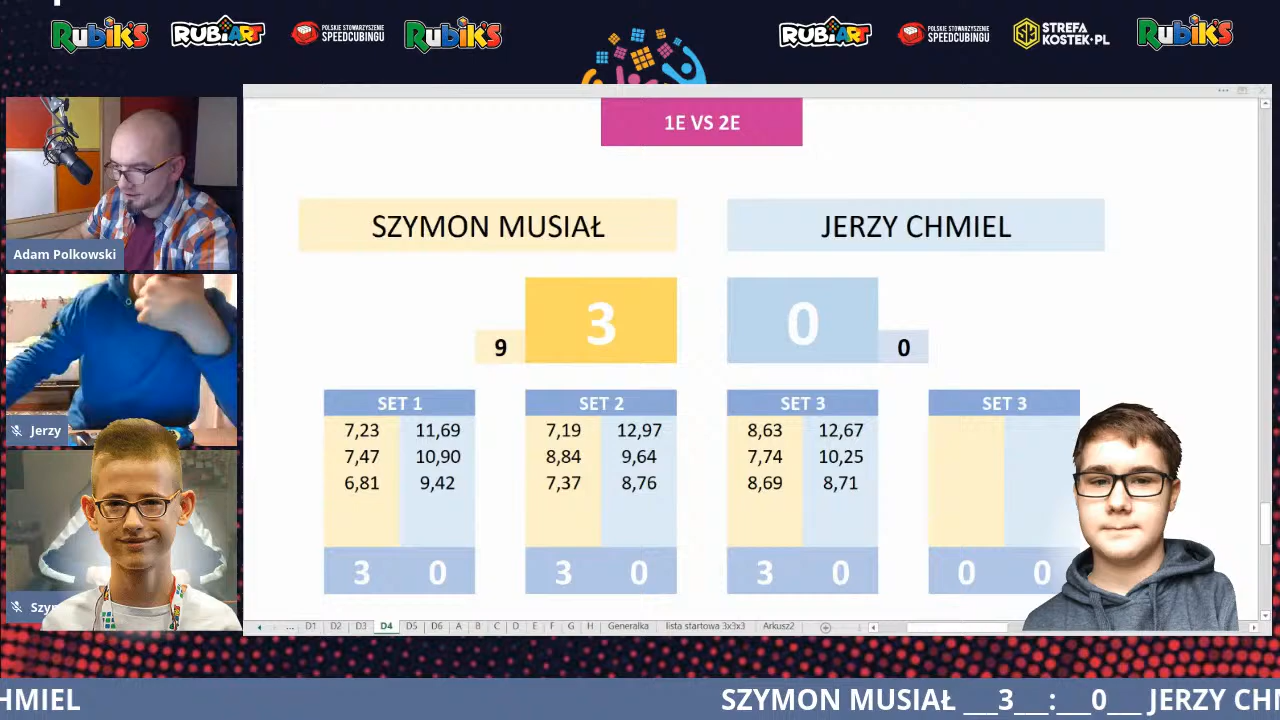 Rubik's RUBIART POLSKIE STOWARZYSZENIE SPEEDCUBINGU Rubik's RUBIART POLSKIE STOWARZYSZENIE SPEEDCUBINGU STREFA KOSTEK•PL Rubik's
1E VS 2E
Adam Polkowski
SZYMON MUSIAŁ JERZY CHMIEL
9 3 0 0
Jerzy
SET 1 SET 2 SET 3 SET 3
7,23 11,69 7,19 12,97 8,63 12,67
7,47 10,90 8,84 9,64 7,74 10,25
6,81 9,42 7,37 8,76 8,69 8,71
3 0 3 0 3 0 0 0
Szy
... D1 D2 D3 D4 D5 D6 A B C D E F G H Generalka lista startowa 3x3x3 Arkusz2
HMIEL SZYMON MUSIAŁ __3__:__0__ JERZY CH